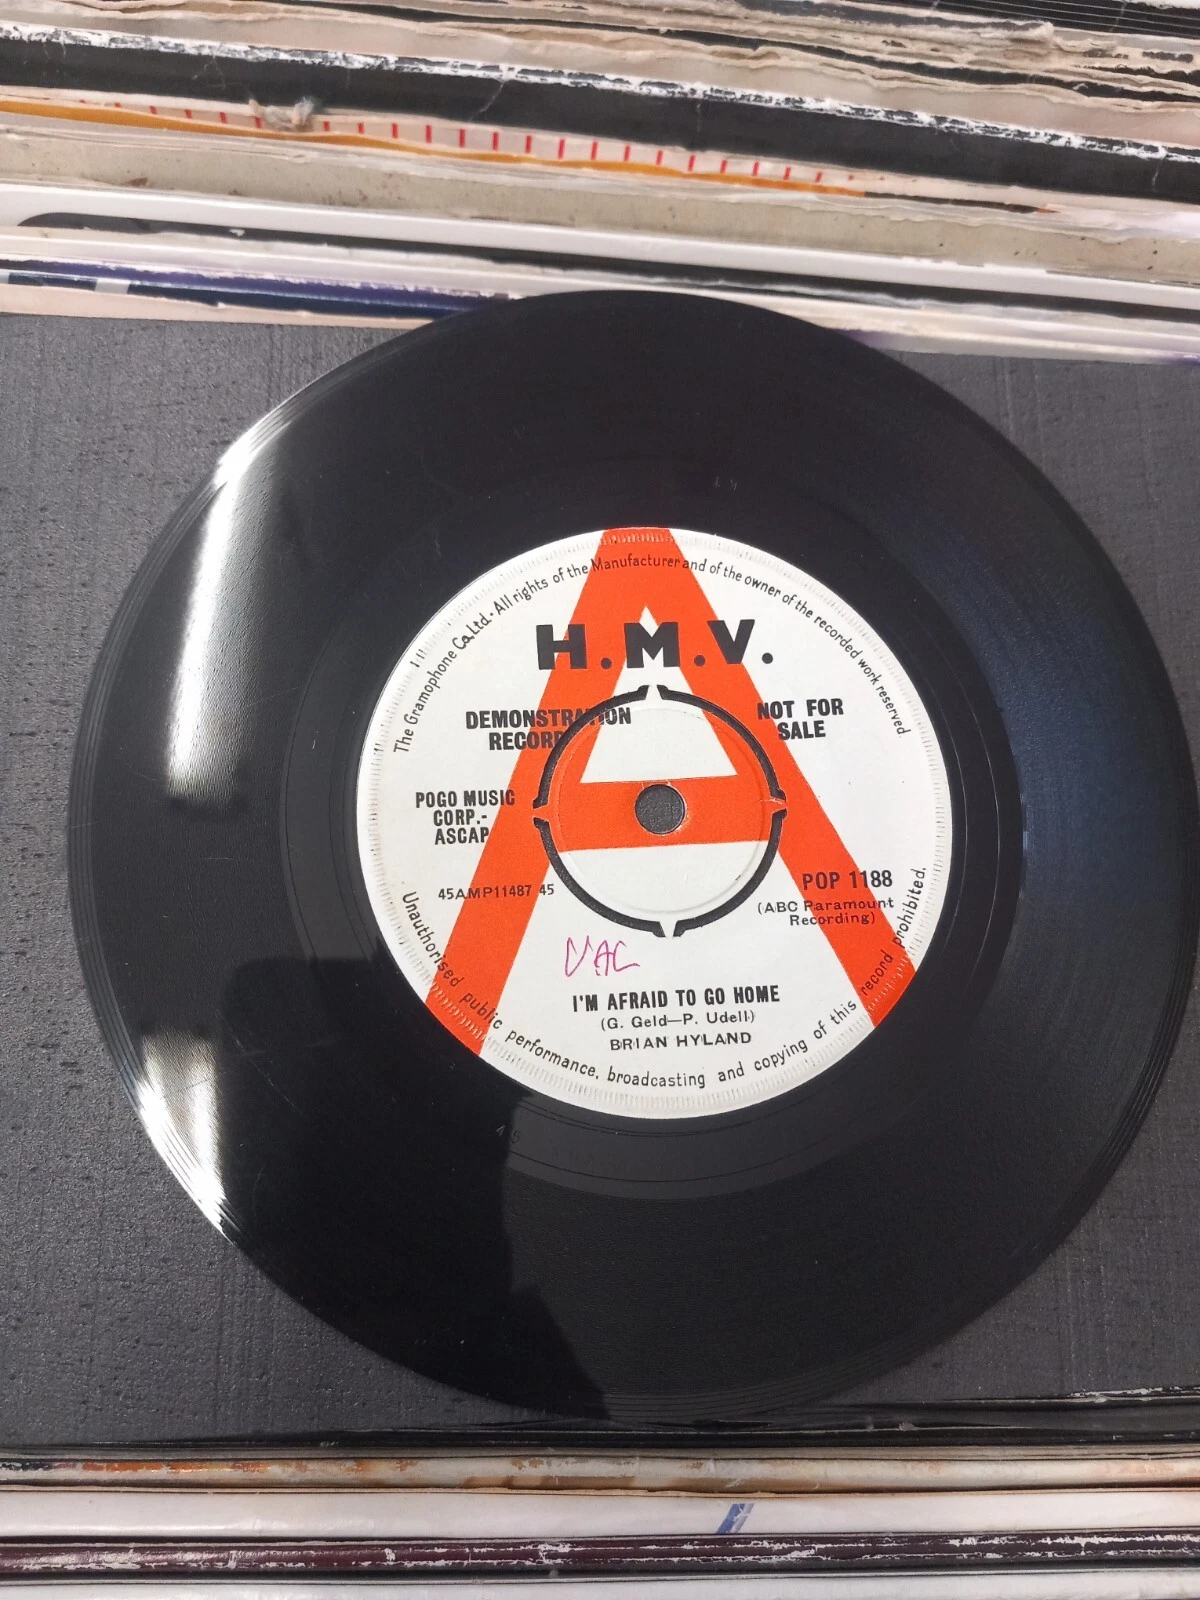 The Gramophone Co. Ltd. · All rights of the Manufacturer and of the owner of the recorded work reserved.
H.M.V.
DEMONSTRATION
RECORD
NOT FOR
SALE
POGO MUSIC
CORP.-
ASCAP
45AMP11487 45
POP 1188
(ABC Paramount
Recording)
I'M AFRAID TO GO HOME
(G. Geld—P. Udell)
BRIAN HYLAND
Unauthorised public performance, broadcasting and copying of this record prohibited.